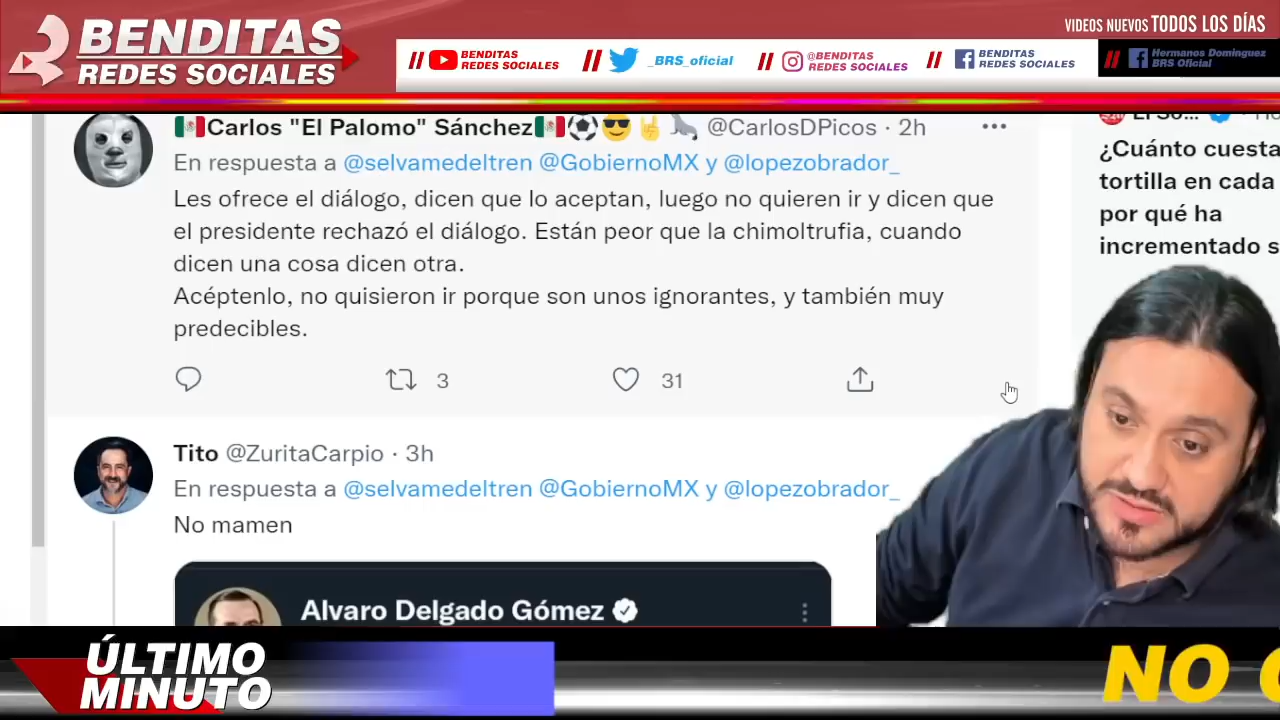 BENDITAS
REDES SOCIALES
VIDEOS NUEVOS TODOS LOS DÍAS
// BENDITAS REDES SOCIALES
// _BRS_oficial
// @BENDITAS REDES SOCIALES
// BENDITAS REDES SOCIALES
// Hermanos Dominguez BRS Oficial
🇲🇽Carlos "El Palomo" Sánchez🇲🇽⚽😎🤘🦭 @CarlosDPicos · 2h
En respuesta a @selvamedeltren @GobiernoMX y @lopezobrador_
Les ofrece el diálogo, dicen que lo aceptan, luego no quieren ir y dicen que
el presidente rechazó el diálogo. Están peor que la chimoltrufia, cuando
dicen una cosa dicen otra.
Acéptenlo, no quisieron ir porque son unos ignorantes, y también muy
predecibles.
3 31
Tito @ZuritaCarpio · 3h
En respuesta a @selvamedeltren @GobiernoMX y @lopezobrador_
No mamen
Alvaro Delgado Gómez
¿Cuánto cuesta
tortilla en cada
por qué ha
incrementado s
ÚLTIMO
MINUTO
NO